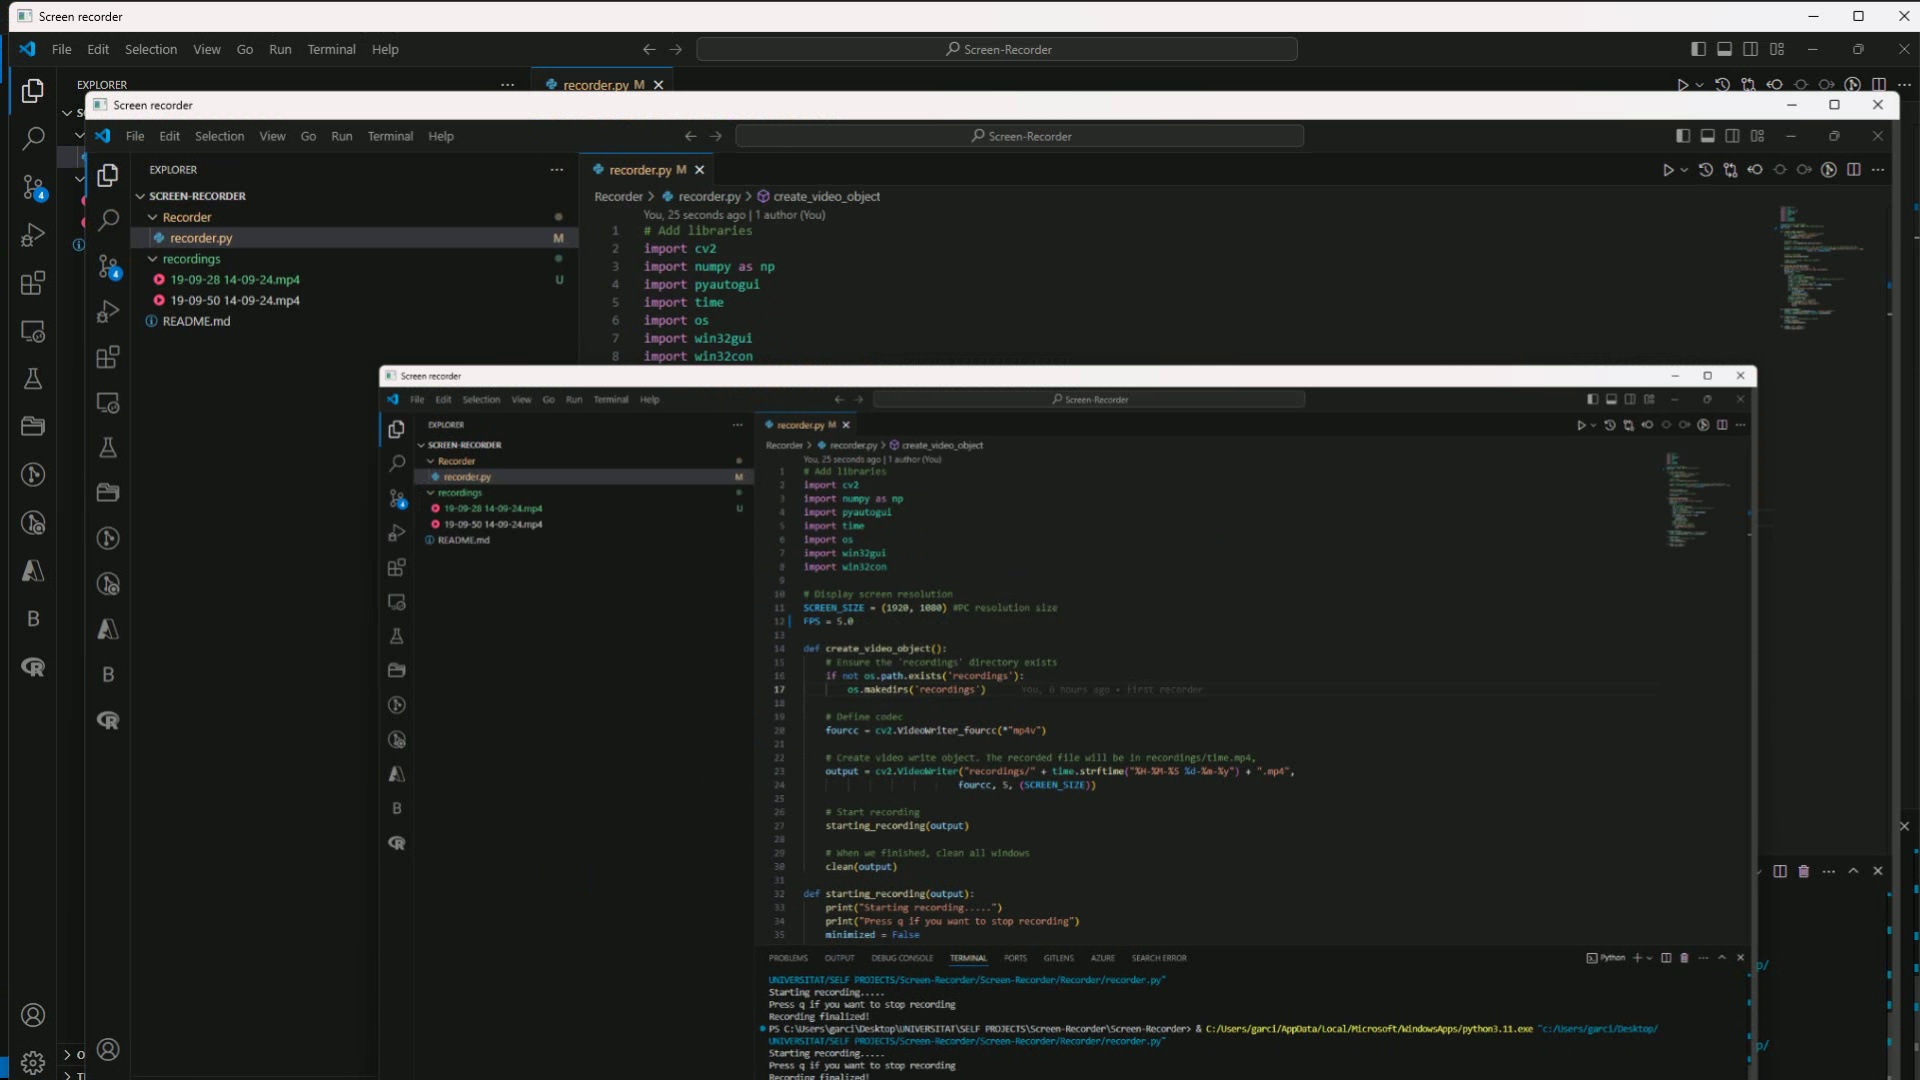 Screen recorder
File Edit Selection View Go Run Terminal Help
Screen-Recorder
EXPLORER
recorder.py M
Screen recorder
File Edit Selection View Go Run Terminal Help
Screen-Recorder
EXPLORER
recorder.py M
SCREEN-RECORDER
Recorder > recorder.py > create_video_object
Recorder
You, 25 seconds ago | 1 author (You)
recorder.py M
1 # Add libraries
2 import cv2
recordings
3 import numpy as np
19-09-28 14-09-24.mp4 U
4 import pyautogui
19-09-50 14-09-24.mp4
5 import time
README.md
6 import os
7 import win32gui
8 import win32con
4
4
B
B
Screen recorder
File Edit Selection View Go Run Terminal Help
Screen-Recorder
EXPLORER
SCREEN-RECORDER
Recorder
recorder.py M
recordings
19-09-28 14-09-24.mp4 U
19-09-50 14-09-24.mp4
README.md
4
B
recorder.py M
Recorder > recorder.py > create_video_object
You, 25 seconds ago | 1 author (You)
1 # Add libraries
2 import cv2
3 import numpy as np
4 import pyautogui
5 import time
6 import os
7 import win32gui
8 import win32con
9
10 # Display screen resolution
11 SCREEN_SIZE = (1920, 1080) #PC resolution size
12 FPS = 5.0
13
14 def create_video_object():
15 # Ensure the 'recordings' directory exists
16 if not os.path.exists('recordings'):
17 os.makedirs('recordings') You, 6 hours ago • first recorder
18
19 # Define codec
20 fourcc = cv2.VideoWriter_fourcc(*"mp4v")
21
22 # Create video write object. The recorded file will be in recordings/time.mp4,
23 output = cv2.VideoWriter("recordings/" + time.strftime("%H-%M-%S %d-%m-%y") + ".mp4",
24 fourcc, 5, (SCREEN_SIZE))
25
26 # Start recording
27 starting_recording(output)
28
29 # When we finished, clean all windows
30 clean(output)
31
32 def starting_recording(output):
33 print("Starting recording.....")
34 print("Press q if you want to stop recording")
35 minimized = False
PROBLEMS OUTPUT DEBUG CONSOLE TERMINAL PORTS GITLENS AZURE SEARCH ERROR
Python
UNIVERSITAT/SELF PROJECTS/Screen-Recorder/Screen-Recorder/Recorder/recorder.py"
Starting recording.....
Press q if you want to stop recording
Recording finalized!
PS C:\Users\garci\Desktop\UNIVERSITAT\SELF PROJECTS\Screen-Recorder\Screen-Recorder> & C:/Users/garci/AppData/Local/Microsoft/WindowsApps/python3.11.exe "c:/Users/garci/Desktop/
UNIVERSITAT/SELF PROJECTS/Screen-Recorder/Screen-Recorder/Recorder/recorder.py"
Starting recording.....
Press q if you want to stop recording
Recording finalized!
p/
p/